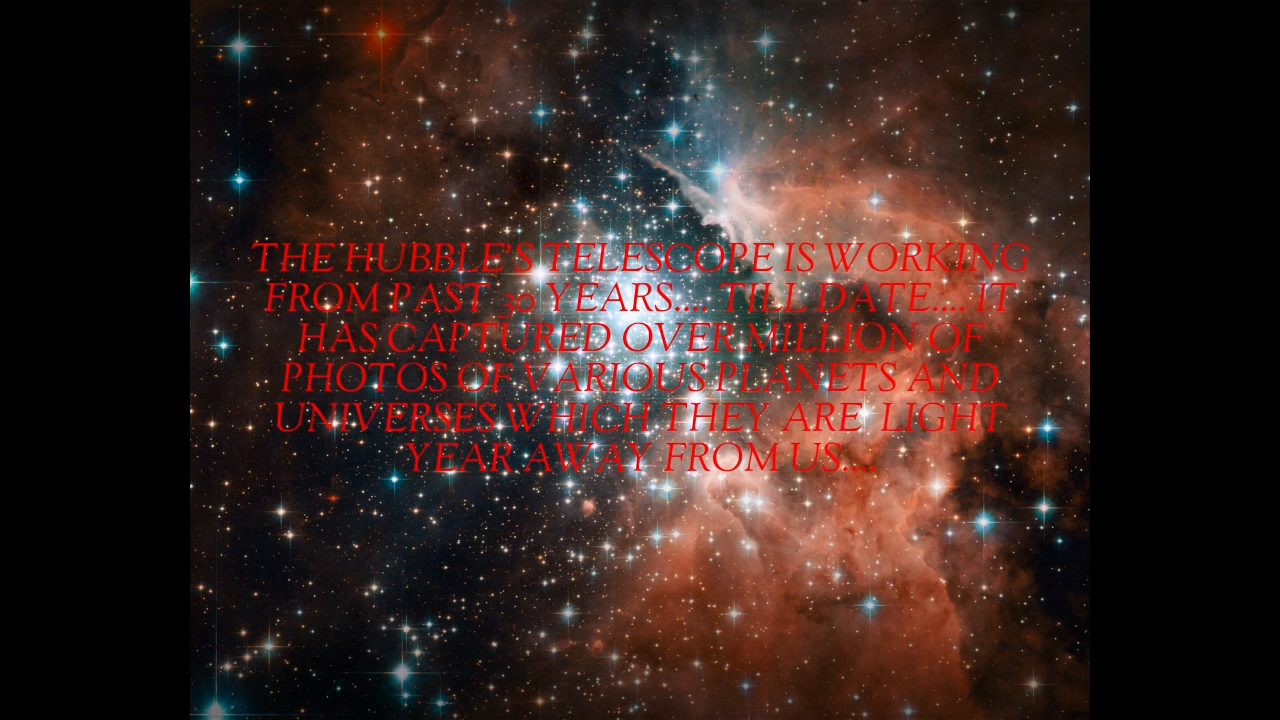 THE HUBBLE'S TELESCOPE IS WORKING
FROM PAST 30 YEARS.... TILL DATE.... IT
HAS CAPTURED OVER MILLION OF
PHOTOS OF VARIOUS PLANETS AND
UNIVERSES WHICH THEY ARE LIGHT
YEAR AWAY FROM US....